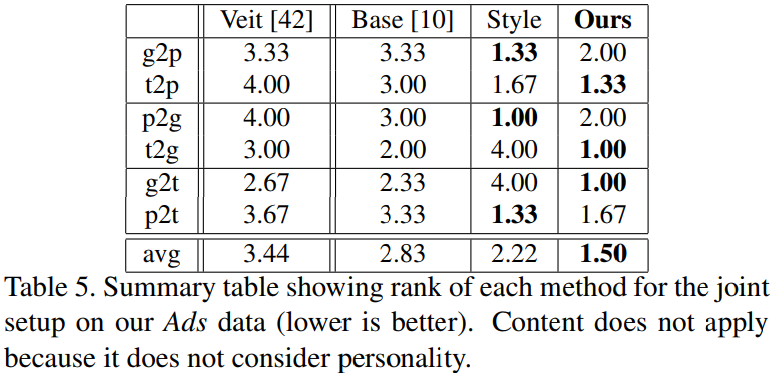 Veit [42] Base [10] Style Ours
g2p 3.33 3.33 1.33 2.00
t2p 4.00 3.00 1.67 1.33
p2g 4.00 3.00 1.00 2.00
t2g 3.00 2.00 4.00 1.00
g2t 2.67 2.33 4.00 1.00
p2t 3.67 3.33 1.33 1.67
avg 3.44 2.83 2.22 1.50
Table 5. Summary table showing rank of each method for the joint
setup on our Ads data (lower is better). Content does not apply
because it does not consider personality.